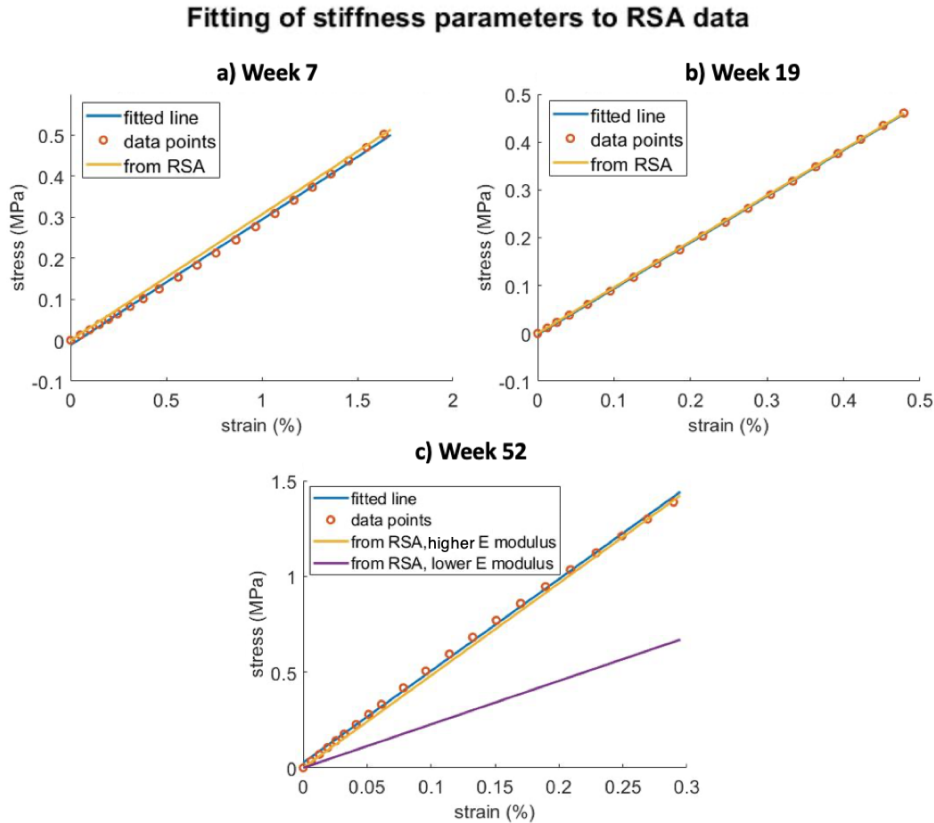 Fitting of stiffness parameters to RSA data
a) Week 7
fitted line
data points
from RSA
0.5
0.4
0.3
0.2
0.1
0
-0.1
stress (MPa)
0 0.5 1 1.5 2
strain (%)
b) Week 19
fitted line
data points
from RSA
0.5
0.4
0.3
0.2
0.1
0
-0.1
stress (MPa)
0 0.1 0.2 0.3 0.4 0.5
strain (%)
c) Week 52
fitted line
data points
from RSA,higher E modulus
from RSA, lower E modulus
1.5
1
0.5
0
stress (MPa)
0 0.05 0.1 0.15 0.2 0.25 0.3
strain (%)